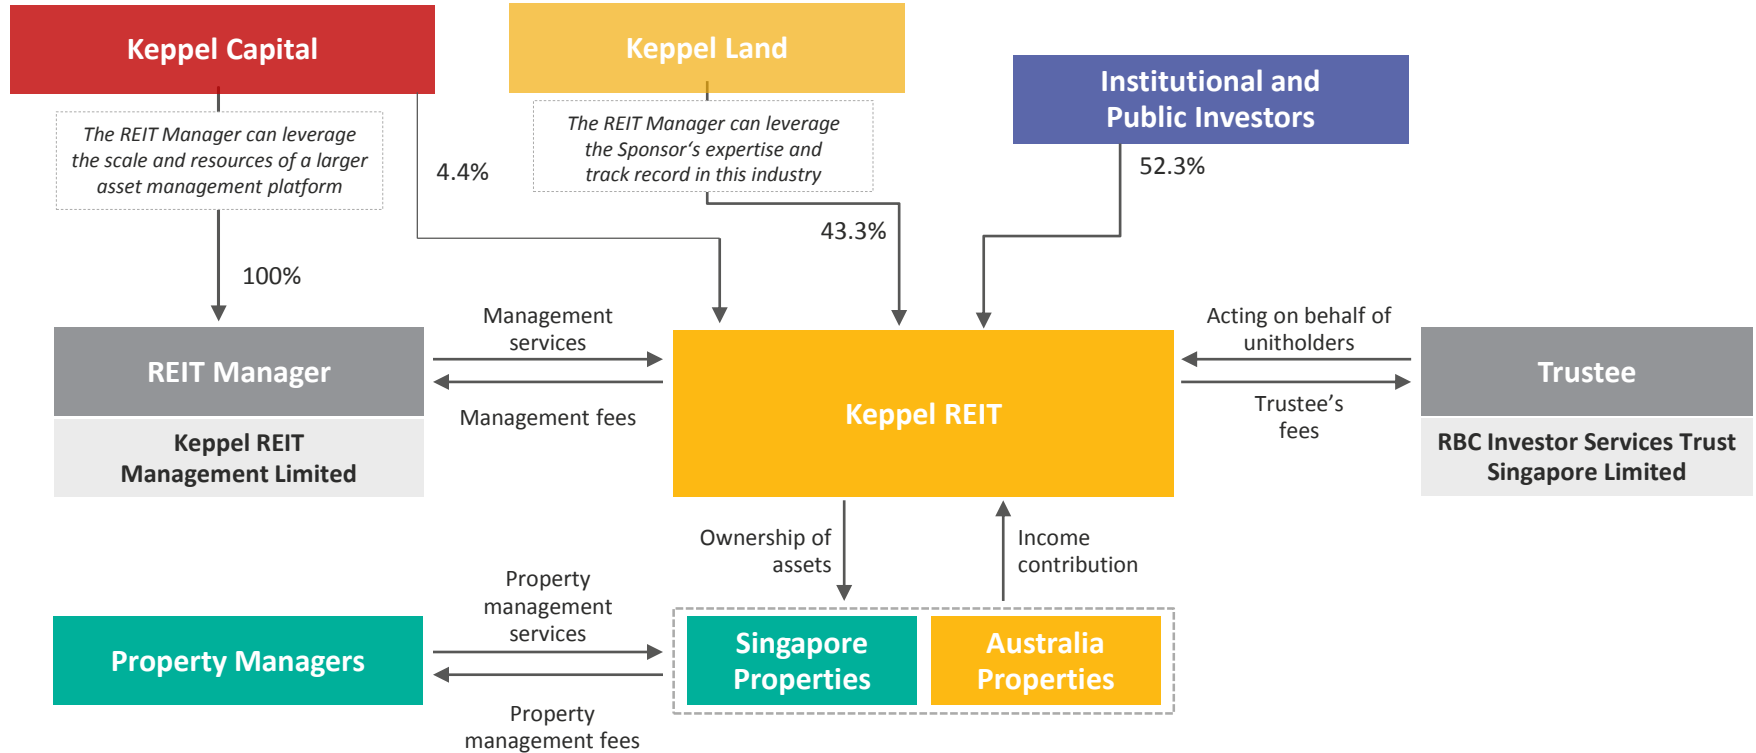 Keppel Capital
Keppel Land
Institutional and
Public Investors
The REIT Manager can leverage
the scale and resources of a larger
asset management platform
The REIT Manager can leverage
the Sponsor‘s expertise and
track record in this industry
4.4%
52.3%
43.3%
100%
Management
services
Acting on behalf of
unitholders
REIT Manager
Keppel REIT
Management Limited
Management fees
Keppel REIT
Trustee’s
fees
Trustee
RBC Investor Services Trust
Singapore Limited
Ownership of
assets
Income
contribution
Property
management
services
Property Managers
Singapore
Properties
Australia
Properties
Property
management fees